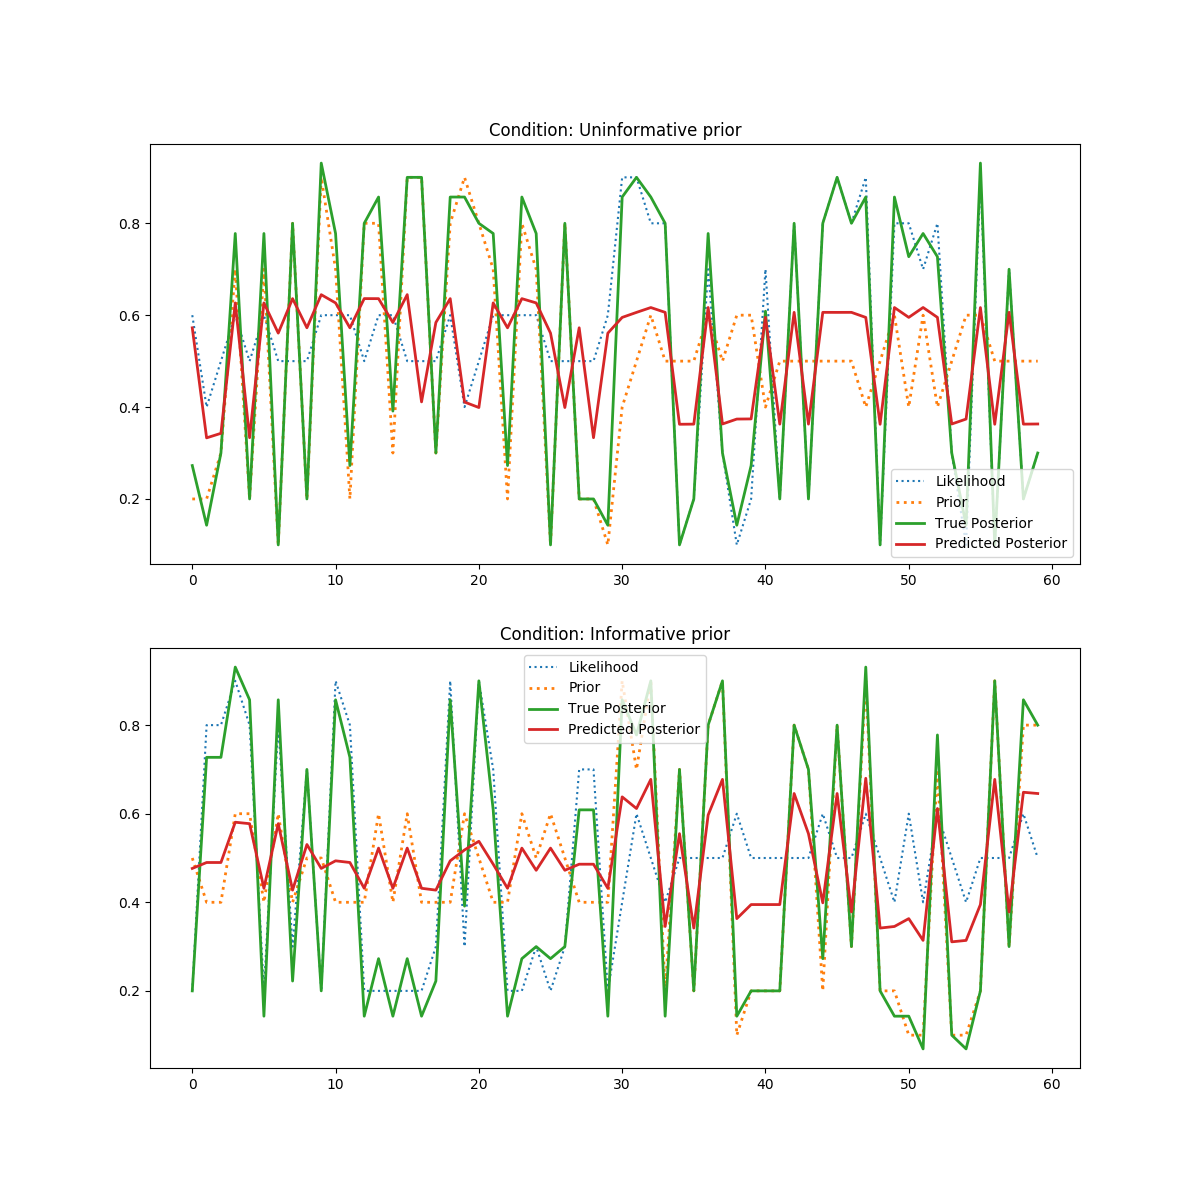 Condition: Uninformative prior
0.8
0.6
0.4
0.2
Likelihood
Prior
True Posterior
Predicted Posterior
0 10 20 30 40 50 60
Condition: Informative prior
Likelihood
Prior
True Posterior
Predicted Posterior
0.8
0.6
0.4
0.2
0 10 20 30 40 50 60